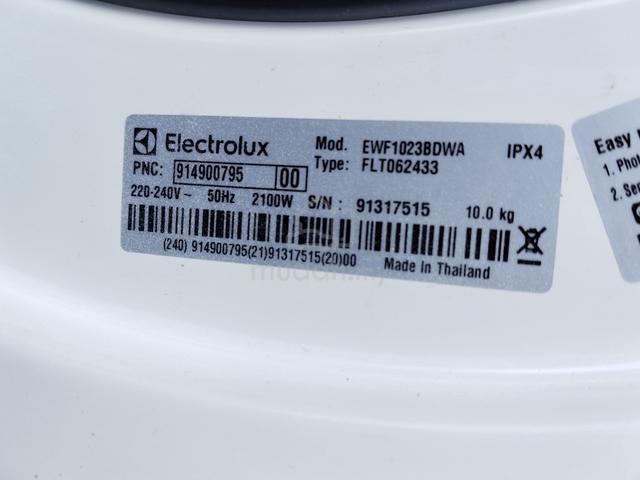 Electrolux
Mod. EWF1023BDWA IPX4
PNC: 914900795 00
Type: FLT062433
220-240V ~ 50Hz 2100W S/N : 91317515 10.0 kg
(240) 914900795(21)91317515(20)00
Made in Thailand
Easy
1. Phot
2. Se